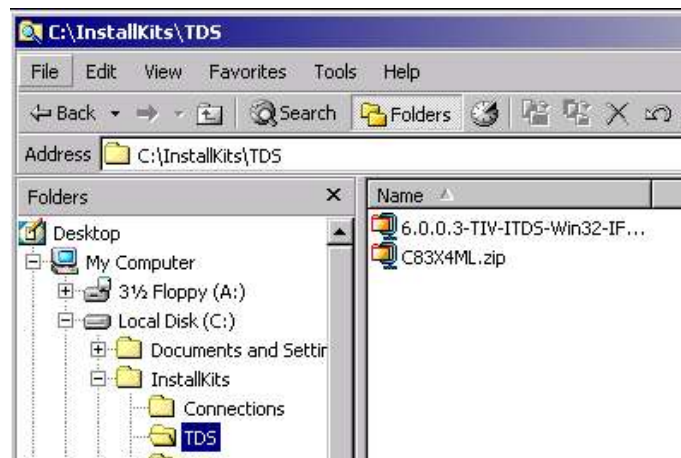 C:\InstallKits\TDS
File Edit View Favorites Tools Help
Back Search Folders
Address C:\InstallKits\TDS
Folders
Name
Desktop
My Computer
3½ Floppy (A:)
Local Disk (C:)
Documents and Settir
InstallKits
Connections
TDS
6.0.0.3-TIV-ITDS-Win32-IF...
C83X4ML.zip